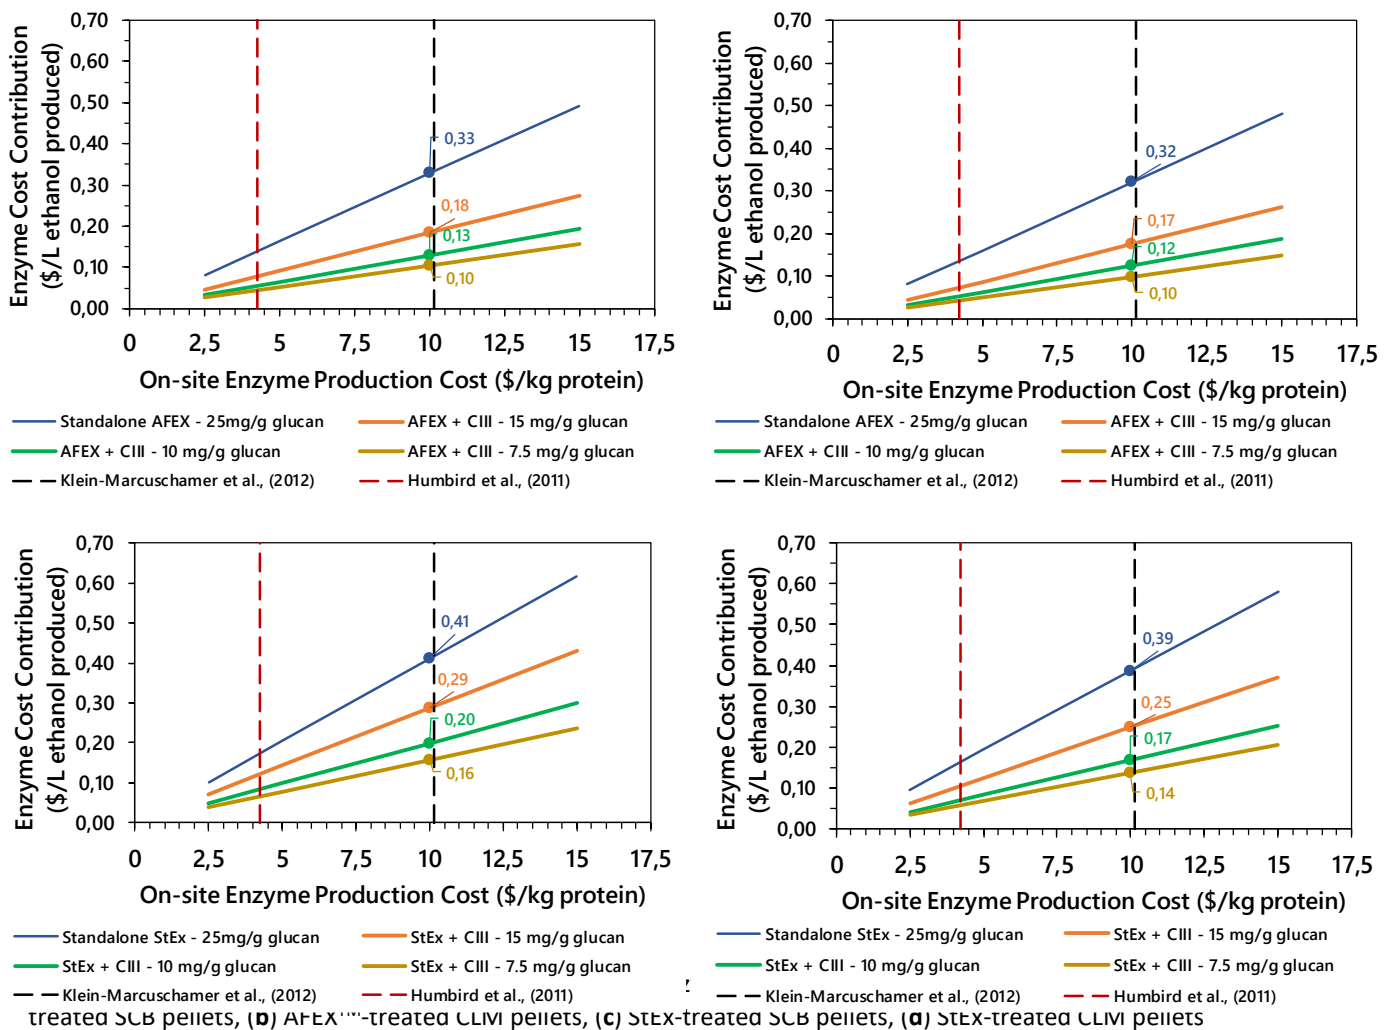 Enzyme Cost Contribution
($/L ethanol produced)
0,70
0,60
0,50
0,40
0,30
0,20
0,10
0,00
0,33
0,18
0,13
0,10
0 2,5 5 7,5 10 15 17,5
On-site Enzyme Production Cost ($/kg protein)
Standalone AFEX - 25mg/g glucan
AFEX + CIII - 15 mg/g glucan
AFEX + CIII - 10 mg/g glucan
AFEX + CIII - 7.5 mg/g glucan
Klein-Marcuschamer et al., (2012)
Humbird et al., (2011)
Enzyme Cost Contribution
($/L ethanol produced)
0,70
0,60
0,50
0,40
0,30
0,20
0,10
0,00
0,32
0,17
0,12
0,10
0 2,5 5 7,5 10 15 17,5
On-site Enzyme Production Cost ($/kg protein)
Standalone AFEX - 25mg/g glucan
AFEX + CIII - 15 mg/g glucan
AFEX + CIII - 10 mg/g glucan
AFEX + CIII - 7.5 mg/g glucan
Klein-Marcuschamer et al., (2012)
Humbird et al., (2011)
Enzyme Cost Contribution
($/L ethanol produced)
0,70
0,60
0,50
0,40
0,30
0,20
0,10
0,00
0,41
0,29
0,20
0,16
0 2,5 5 7,5 10 15 17,5
On-site Enzyme Production Cost ($/kg protein)
Standalone StEx - 25mg/g glucan
StEx + CIII - 15 mg/g glucan
StEx + CIII - 10 mg/g glucan
StEx + CIII - 7.5 mg/g glucan
Klein-Marcuschamer et al., (2012)
Humbird et al., (2011)
Enzyme Cost Contribution
($/L ethanol produced)
0,70
0,60
0,50
0,40
0,30
0,20
0,10
0,00
0,39
0,25
0,17
0,14
0 2,5 5 7,5 10 15 17,5
On-site Enzyme Production Cost ($/kg protein)
Standalone StEx - 25mg/g glucan
StEx + CIII - 15 mg/g glucan
StEx + CIII - 10 mg/g glucan
StEx + CIII - 7.5 mg/g glucan
Klein-Marcuschamer et al., (2012)
Humbird et al., (2011)
treated SCB pellets, (b) AFEX™-treated CLM pellets, (c) StEx-treated SCB pellets, (d) StEx-treated CLM pellets